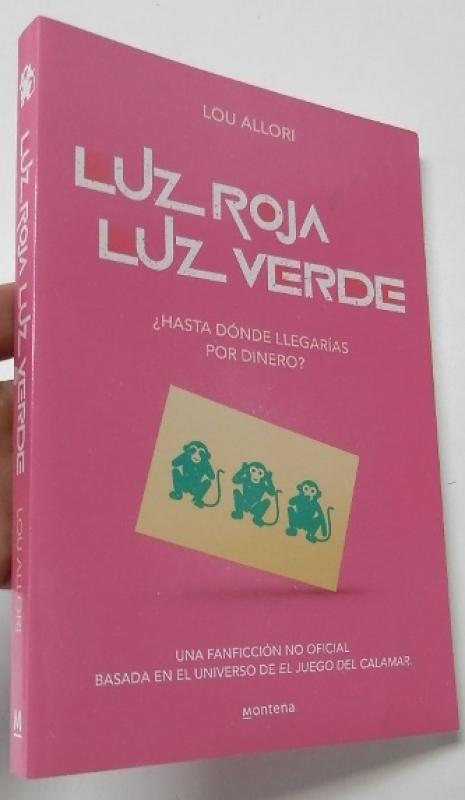 LOU ALLORI
LUZ ROJA
LUZ VERDE
¿HASTA DÓNDE LLEGARÍAS
POR DINERO?
UNA FANFICCIÓN NO OFICIAL
BASADA EN EL UNIVERSO DE EL JUEGO DEL CALAMAR.
Montena
LUZ ROJA LUZ VERDE LOU ALLORI
M